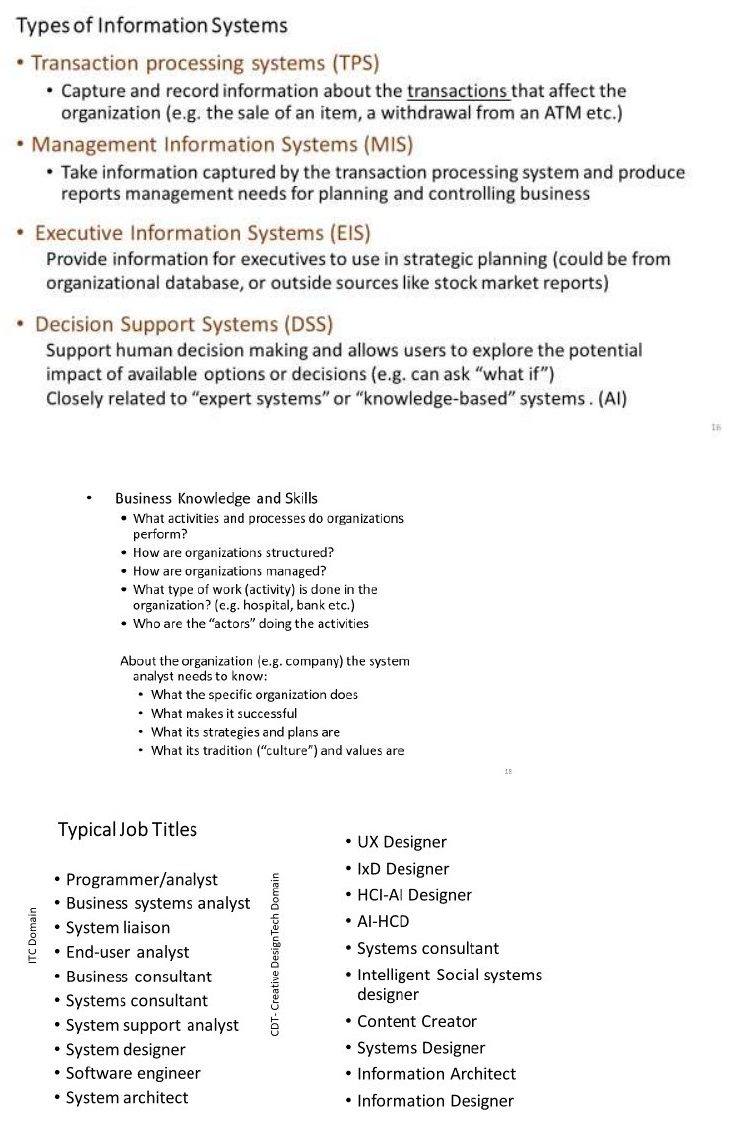 Types of Information Systems
• Transaction processing systems (TPS)
• Capture and record information about the transactions that affect the
organization (e.g. the sale of an item, a withdrawal from an ATM etc.)
• Management Information Systems (MIS)
• Take information captured by the transaction processing system and produce
reports management needs for planning and controlling business
• Executive Information Systems (EIS)
Provide information for executives to use in strategic planning (could be from
organizational database, or outside sources like stock market reports)
• Decision Support Systems (DSS)
Support human decision making and allows users to explore the potential
impact of available options or decisions (e.g. can ask “what if”)
Closely related to “expert systems” or “knowledge-based” systems . (AI)
16
• Business Knowledge and Skills
• What activities and processes do organizations
perform?
• How are organizations structured?
• How are organizations managed?
• What type of work (activity) is done in the
organization? (e.g. hospital, bank etc.)
• Who are the “actors” doing the activities
About the organization (e.g. company) the system
analyst needs to know:
• What the specific organization does
• What makes it successful
• What its strategies and plans are
• What its tradition (“culture”) and values are
18
Typical Job Titles
ITC Domain
• Programmer/analyst
• Business systems analyst
• System liaison
• End-user analyst
• Business consultant
• Systems consultant
• System support analyst
• System designer
• Software engineer
• System architect
CDT- Creative DesignTech Domain
• UX Designer
• IxD Designer
• HCI-AI Designer
• AI-HCD
• Systems consultant
• Intelligent Social systems
designer
• Content Creator
• Systems Designer
• Information Architect
• Information Designer